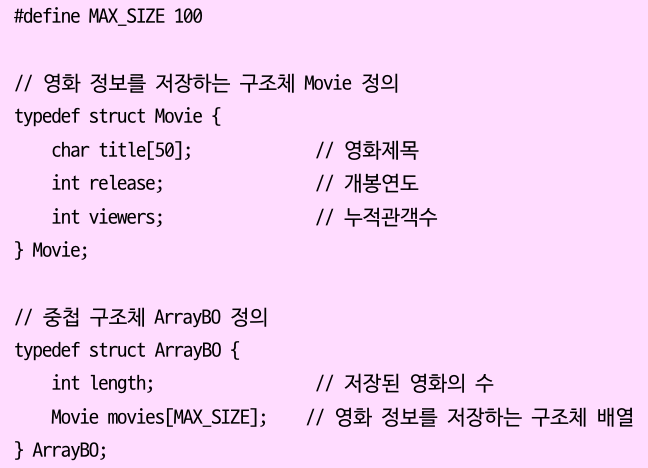 #define MAX_SIZE 100
// 영화 정보를 저장하는 구조체 Movie 정의
typedef struct Movie {
char title[50]; // 영화제목
int release; // 개봉연도
int viewers; // 누적관객수
} Movie;
// 중첩 구조체 ArrayBO 정의
typedef struct ArrayBO {
int length; // 저장된 영화의 수
Movie movies[MAX_SIZE]; // 영화 정보를 저장하는 구조체 배열
} ArrayBO;